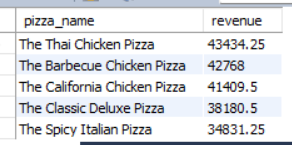 pizza_name revenue
The Thai Chicken Pizza 43434.25
The Barbecue Chicken Pizza 42768
The California Chicken Pizza 41409.5
The Classic Deluxe Pizza 38180.5
The Spicy Italian Pizza 34831.25